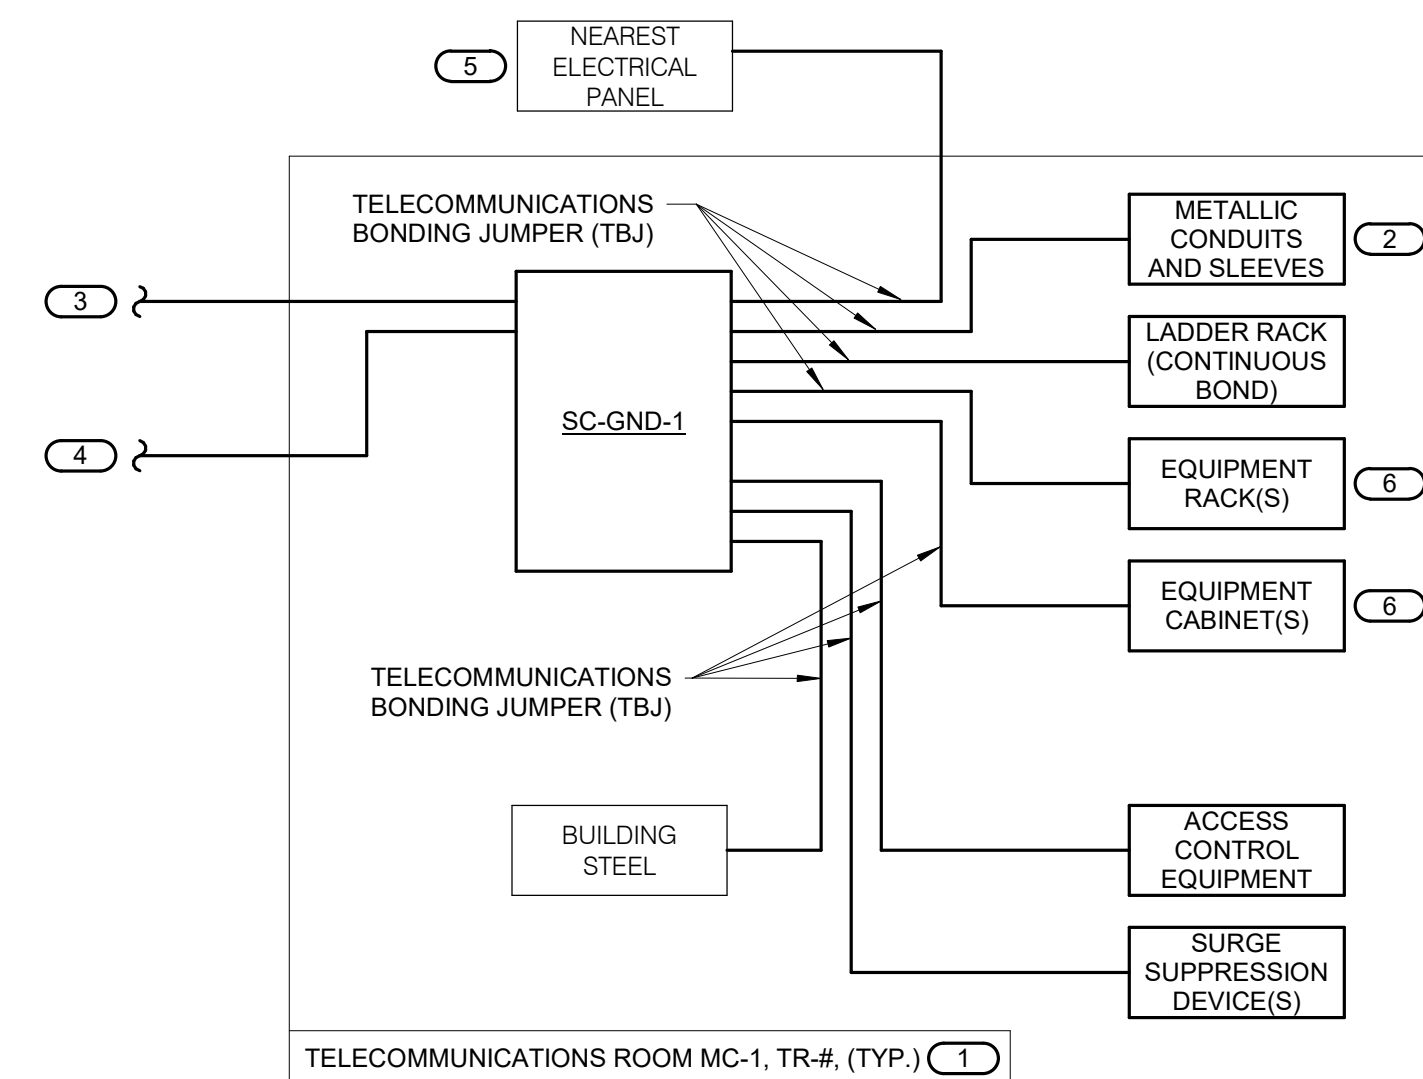 5
NEAREST
ELECTRICAL
PANEL
TELECOMMUNICATIONS
BONDING JUMPER (TBJ)
METALLIC
CONDUITS
AND SLEEVES
2
3
LADDER RACK
(CONTINUOUS
BOND)
SC-GND-1
4
EQUIPMENT
RACK(S)
6
EQUIPMENT
CABINET(S)
6
TELECOMMUNICATIONS
BONDING JUMPER (TBJ)
BUILDING
STEEL
ACCESS
CONTROL
EQUIPMENT
SURGE
SUPPRESSION
DEVICE(S)
TELECOMMUNICATIONS ROOM MC-1, TR-#, (TYP.) 1